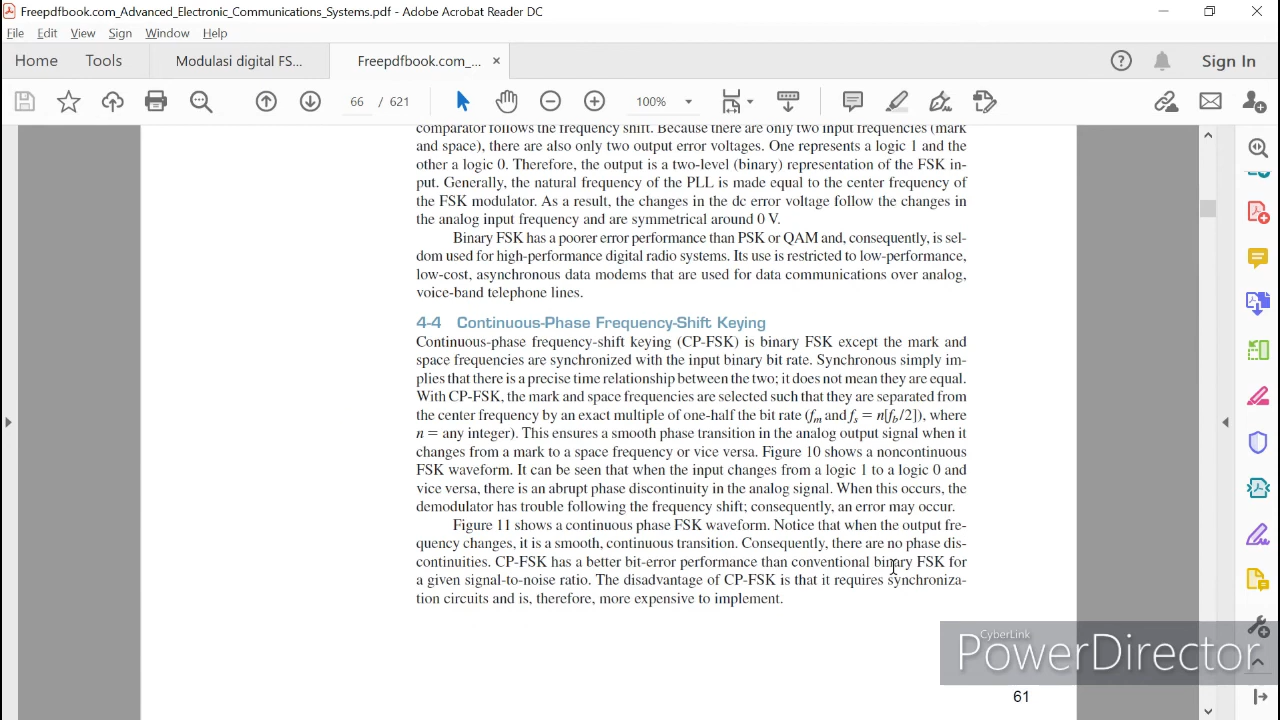 Freepdfbook.com_Advanced_Electronic_Communications_Systems.pdf - Adobe Acrobat Reader DC
File Edit View Sign Window Help
Home Tools Modulasi digital FS... Freepdfbook.com_... ×
66 / 621 100% Sign In
comparator follows the frequency shift. Because there are only two input frequencies (mark
and space), there are also only two output error voltages. One represents a logic 1 and the
other a logic 0. Therefore, the output is a two-level (binary) representation of the FSK in-
put. Generally, the natural frequency of the PLL is made equal to the center frequency of
the FSK modulator. As a result, the changes in the dc error voltage follow the changes in
the analog input frequency and are symmetrical around 0 V.
Binary FSK has a poorer error performance than PSK or QAM and, consequently, is sel-
dom used for high-performance digital radio systems. Its use is restricted to low-performance,
low-cost, asynchronous data modems that are used for data communications over analog,
voice-band telephone lines.
4-4 Continuous-Phase Frequency-Shift Keying
Continuous-phase frequency-shift keying (CP-FSK) is binary FSK except the mark and
space frequencies are synchronized with the input binary bit rate. Synchronous simply im-
plies that there is a precise time relationship between the two; it does not mean they are equal.
With CP-FSK, the mark and space frequencies are selected such that they are separated from
the center frequency by an exact multiple of one-half the bit rate (fm and fs = n[fb/2]), where
n = any integer). This ensures a smooth phase transition in the analog output signal when it
changes from a mark to a space frequency or vice versa. Figure 10 shows a noncontinuous
FSK waveform. It can be seen that when the input changes from a logic 1 to a logic 0 and
vice versa, there is an abrupt phase discontinuity in the analog signal. When this occurs, the
demodulator has trouble following the frequency shift; consequently, an error may occur.
Figure 11 shows a continuous phase FSK waveform. Notice that when the output fre-
quency changes, it is a smooth, continuous transition. Consequently, there are no phase dis-
continuities. CP-FSK has a better bit-error performance than conventional binary FSK for
a given signal-to-noise ratio. The disadvantage of CP-FSK is that it requires synchroniza-
tion circuits and is, therefore, more expensive to implement.
CyberLink
PowerDirector
61